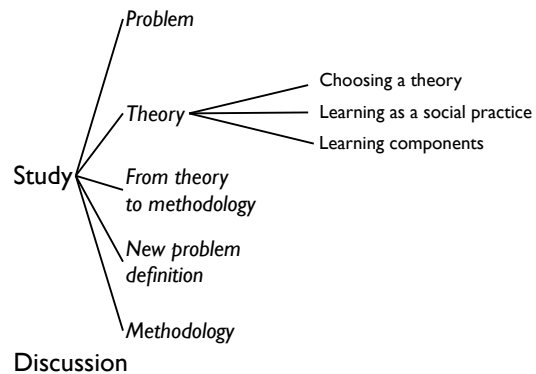 Problem
Theory
Choosing a theory
Learning as a social practice
Learning components
Study
From theory
to methodology
New problem
definition
Methodology
Discussion